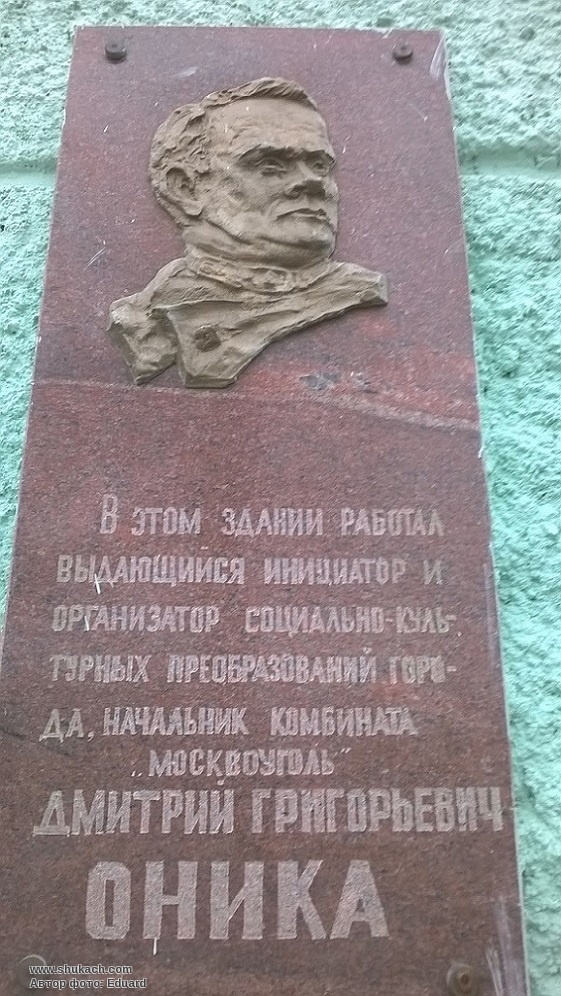 В ЭТОМ ЗДАНИИ РАБОТАЛ
ВЫДАЮЩИЙСЯ ИНИЦИАТОР И
ОРГАНИЗАТОР СОЦИАЛЬНО-КУЛЬ-
ТУРНЫХ ПРЕОБРАЗОВАНИЙ ГОРО-
ДА, НАЧАЛЬНИК КОМБИНАТА
„МОСКВОУГОЛЬ"
ДМИТРИЙ ГРИГОРЬЕВИЧ
ОНИКА
www.shukach.com
Автор фото: Eduard